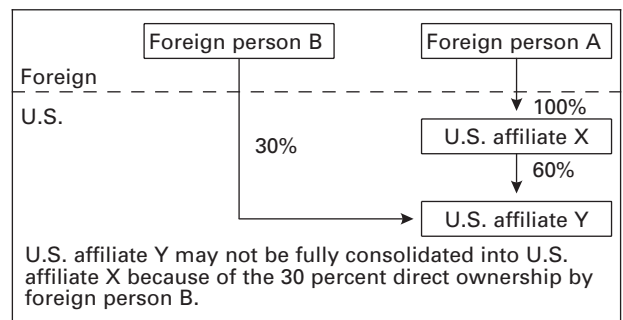 Foreign person B
Foreign person A
Foreign
U.S.
100%
U.S. affiliate X
30%
60%
U.S. affiliate Y
U.S. affiliate Y may not be fully consolidated into U.S.
affiliate X because of the 30 percent direct ownership by
foreign person B.